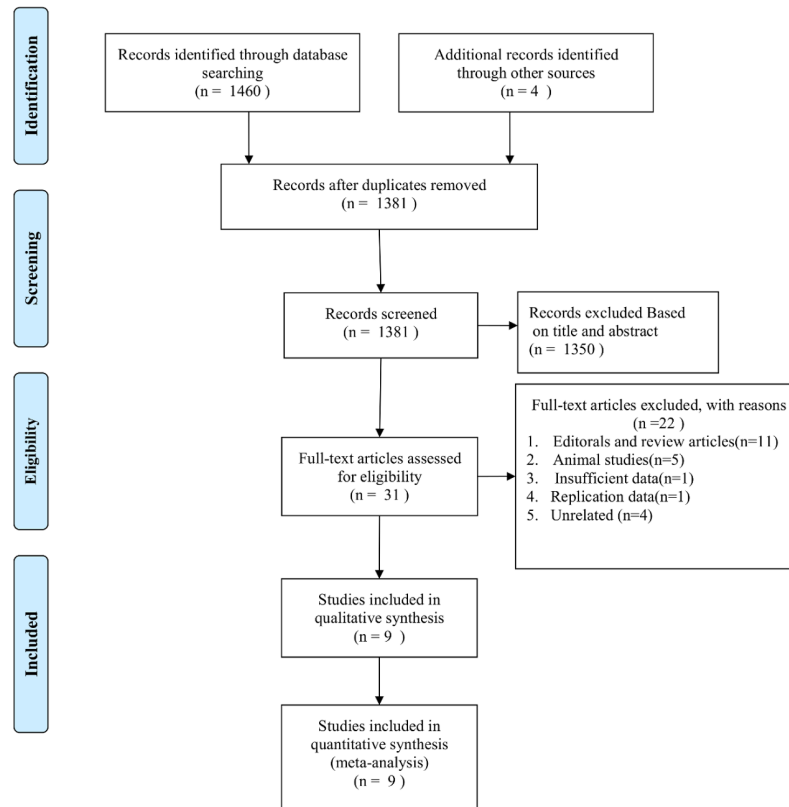 Identification
Records identified through database
searching
(n = 1460 )
Additional records identified
through other sources
(n = 4 )
Records after duplicates removed
(n = 1381 )
Screening
Records screened
(n = 1381 )
Records excluded Based
on title and abstract
(n = 1350 )
Eligibility
Full-text articles assessed
for eligibility
(n = 31 )
Full-text articles excluded, with reasons
(n =22 )
1. Editorals and review articles(n=11)
2. Animal studies(n=5)
3. Insufficient data(n=1)
4. Replication data(n=1)
5. Unrelated (n=4)
Included
Studies included in
qualitative synthesis
(n = 9 )
Studies included in
quantitative synthesis
(meta-analysis)
(n = 9 )